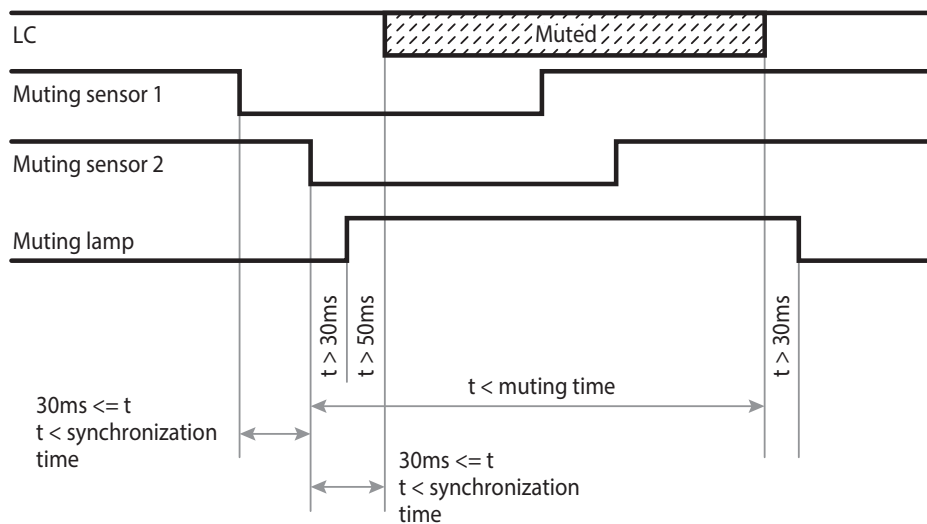 LC
Muted
Muting sensor 1
Muting sensor 2
Muting lamp
t > 30ms
t > 50ms
t > 30ms
t < muting time
30ms <= t
t < synchronization
time
30ms <= t
t < synchronization
time